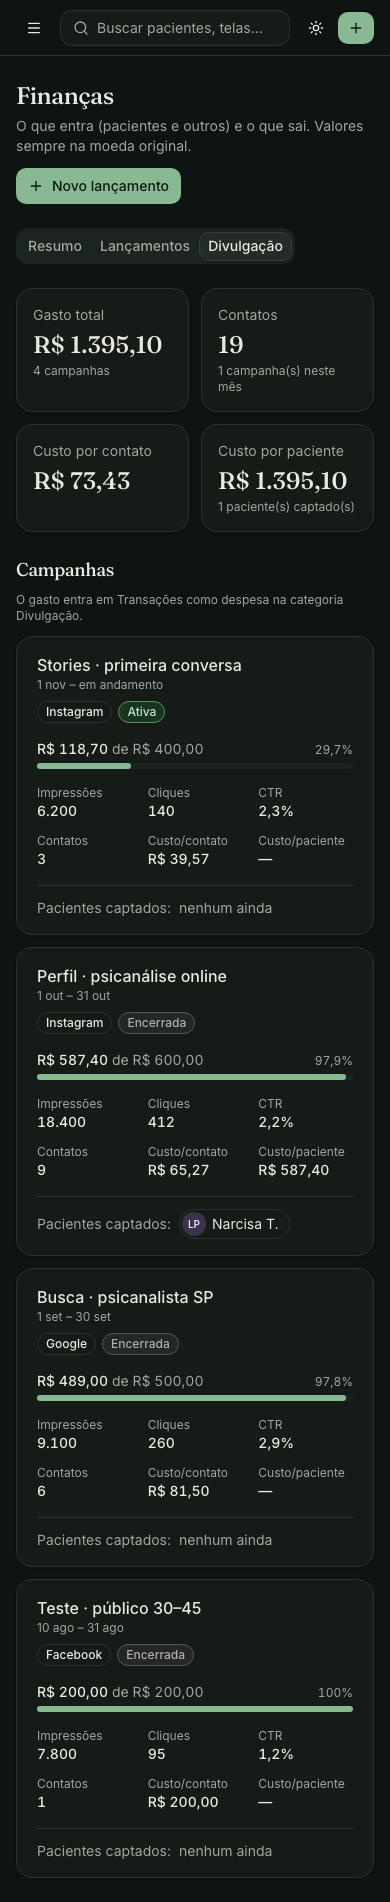 Buscar pacientes, telas...
Finanças
O que entra (pacientes e outros) e o que sai. Valores
sempre na moeda original.
Novo lançamento
Resumo Lançamentos Divulgação
Gasto total
R$ 1.395,10
4 campanhas
Contatos
19
1 campanha(s) neste
mês
Custo por contato
R$ 73,43
Custo por paciente
R$ 1.395,10
1 paciente(s) captado(s)
Campanhas
O gasto entra em Transações como despesa na categoria
Divulgação.
Stories · primeira conversa
1 nov – em andamento
Instagram Ativa
R$ 118,70 de R$ 400,00 29,7%
Impressões Cliques CTR
6.200 140 2,3%
Contatos Custo/contato Custo/paciente
3 R$ 39,57 —
Pacientes captados: nenhum ainda
Perfil · psicanálise online
1 out – 31 out
Instagram Encerrada
R$ 587,40 de R$ 600,00 97,9%
Impressões Cliques CTR
18.400 412 2,2%
Contatos Custo/contato Custo/paciente
9 R$ 65,27 R$ 587,40
Pacientes captados: LP Narcisa T.
Busca · psicanalista SP
1 set – 30 set
Google Encerrada
R$ 489,00 de R$ 500,00 97,8%
Impressões Cliques CTR
9.100 260 2,9%
Contatos Custo/contato Custo/paciente
6 R$ 81,50 —
Pacientes captados: nenhum ainda
Teste · público 30–45
10 ago – 31 ago
Facebook Encerrada
R$ 200,00 de R$ 200,00 100%
Impressões Cliques CTR
7.800 95 1,2%
Contatos Custo/contato Custo/paciente
1 R$ 200,00 —
Pacientes captados: nenhum ainda